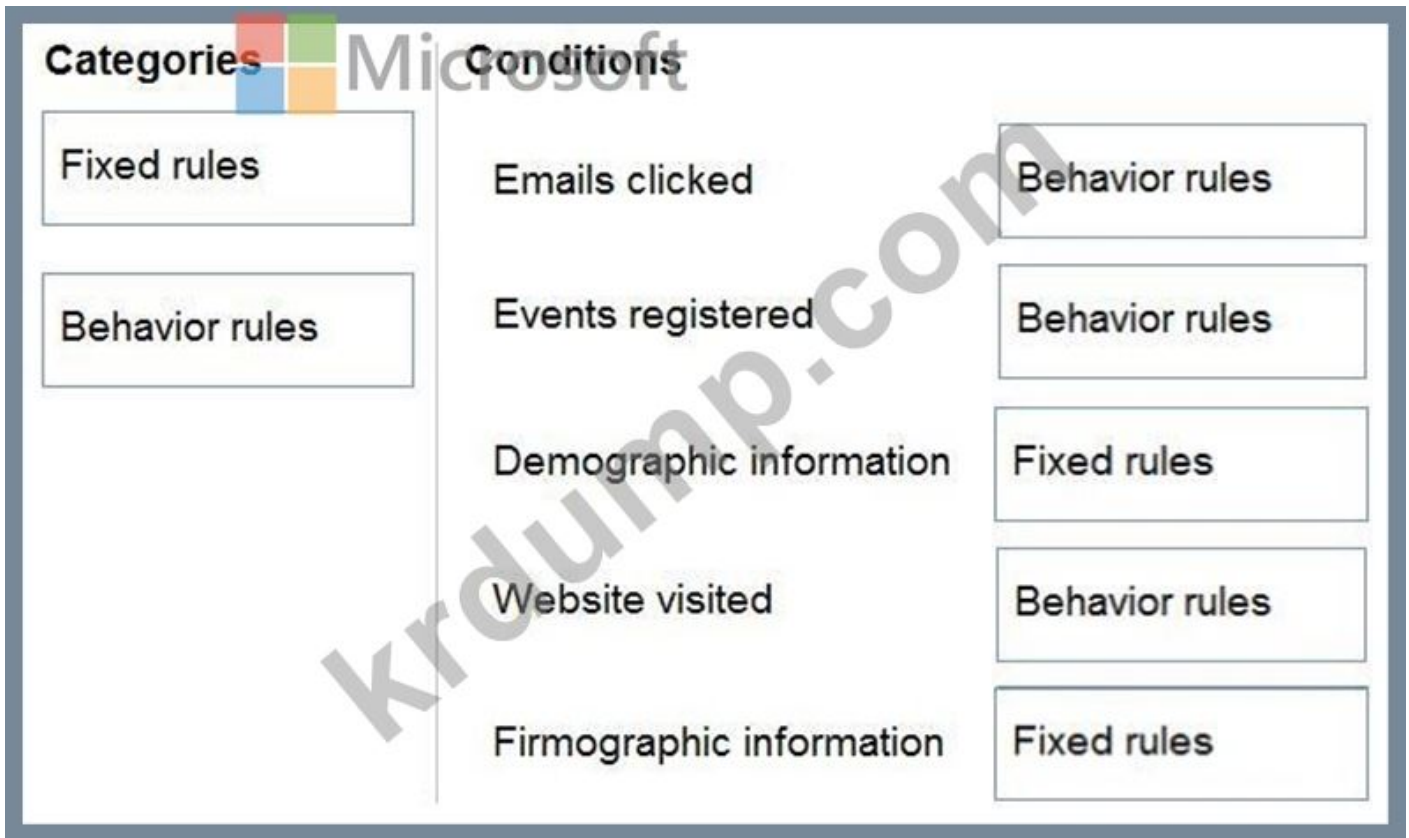 Categories
Microsoft
Conditions
Fixed rules
Behavior rules
Emails clicked
Behavior rules
Events registered
Behavior rules
Demographic information
Fixed rules
Website visited
Behavior rules
Firmographic information
Fixed rules
krdump.com